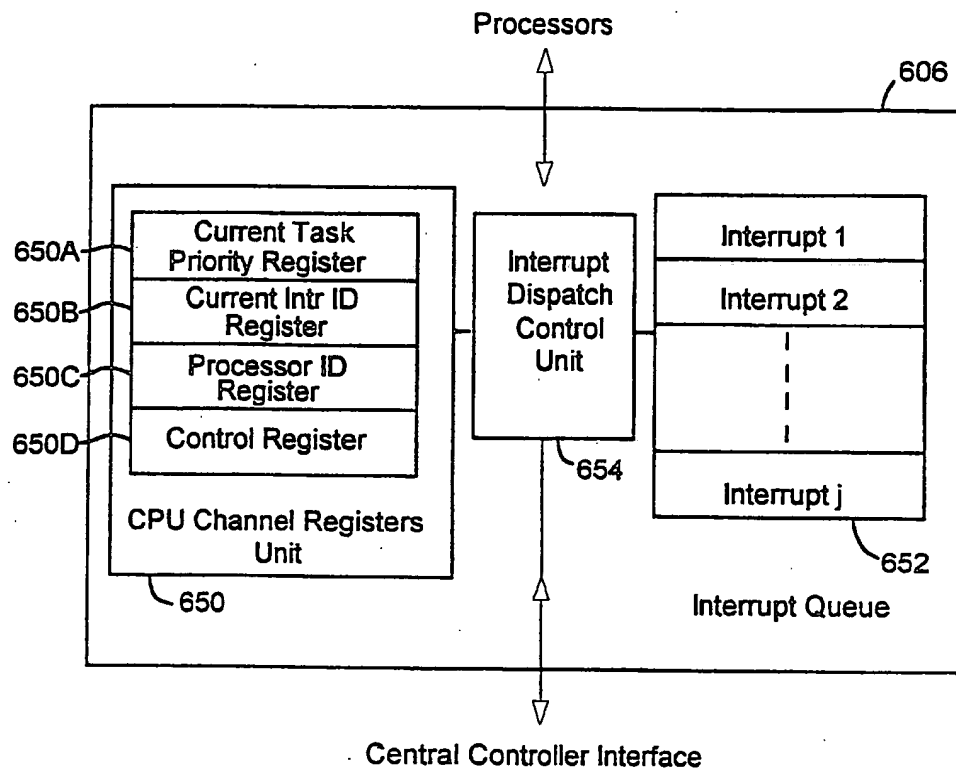 Processors
606
650A
Current Task
Priority Register
650B
Current Intr ID
Register
650C
Processor ID
Register
650D
Control Register
CPU Channel Registers
Unit
650
Interrupt
Dispatch
Control
Unit
654
Interrupt 1
Interrupt 2
Interrupt j
652
Interrupt Queue
Central Controller Interface